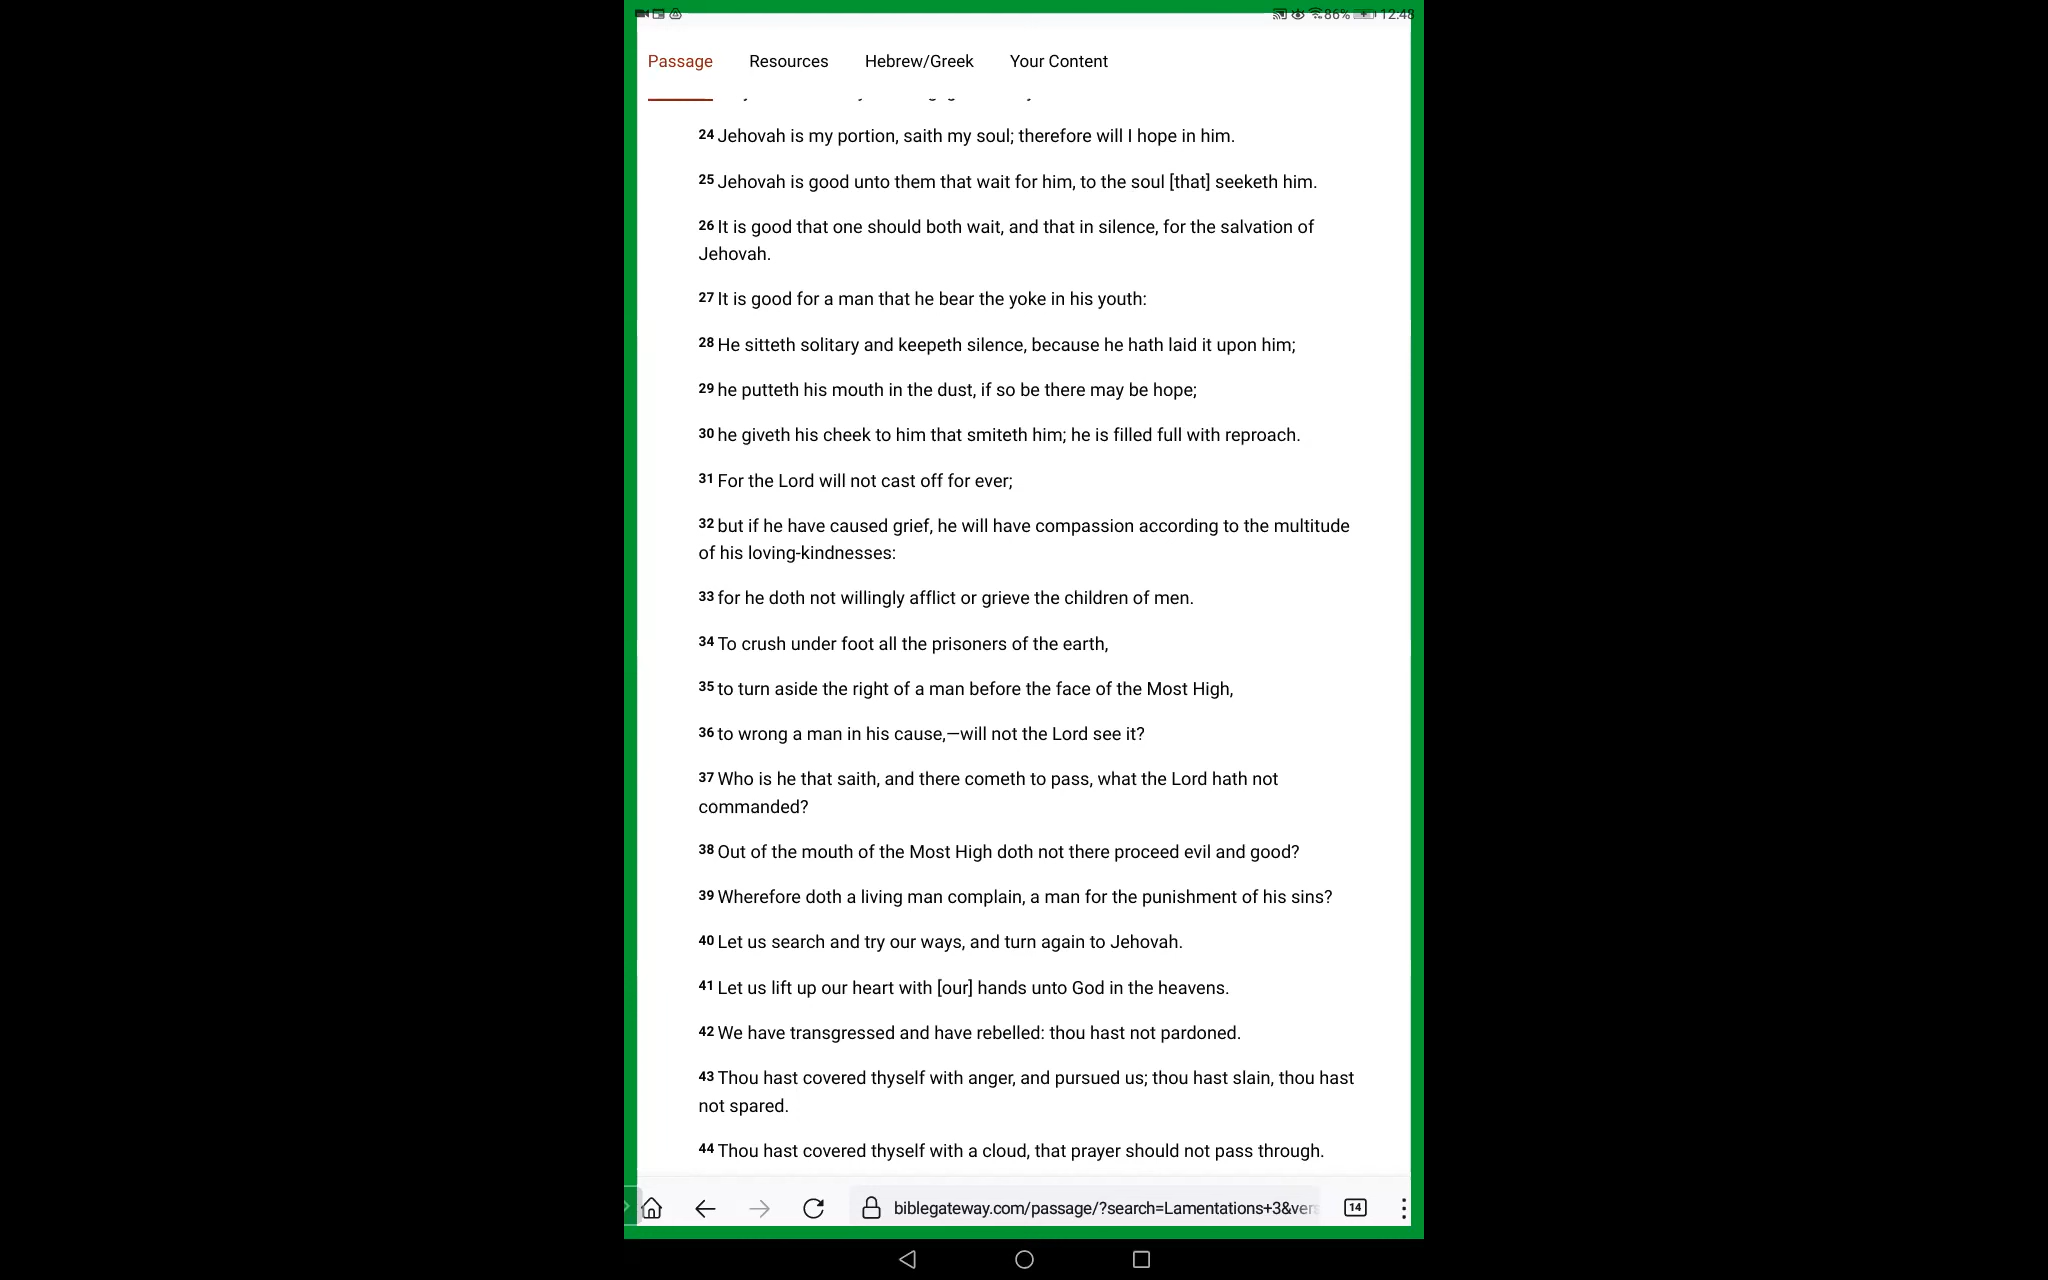 86% 12:48
Passage Resources Hebrew/Greek Your Content
24 Jehovah is my portion, saith my soul; therefore will I hope in him.
25 Jehovah is good unto them that wait for him, to the soul [that] seeketh him.
26 It is good that one should both wait, and that in silence, for the salvation of
Jehovah.
27 It is good for a man that he bear the yoke in his youth:
28 He sitteth solitary and keepeth silence, because he hath laid it upon him;
29 he putteth his mouth in the dust, if so be there may be hope;
30 he giveth his cheek to him that smiteth him; he is filled full with reproach.
31 For the Lord will not cast off for ever;
32 but if he have caused grief, he will have compassion according to the multitude
of his loving-kindnesses:
33 for he doth not willingly afflict or grieve the children of men.
34 To crush under foot all the prisoners of the earth,
35 to turn aside the right of a man before the face of the Most High,
36 to wrong a man in his cause,—will not the Lord see it?
37 Who is he that saith, and there cometh to pass, what the Lord hath not
commanded?
38 Out of the mouth of the Most High doth not there proceed evil and good?
39 Wherefore doth a living man complain, a man for the punishment of his sins?
40 Let us search and try our ways, and turn again to Jehovah.
41 Let us lift up our heart with [our] hands unto God in the heavens.
42 We have transgressed and have rebelled: thou hast not pardoned.
43 Thou hast covered thyself with anger, and pursued us; thou hast slain, thou hast
not spared.
44 Thou hast covered thyself with a cloud, that prayer should not pass through.
biblegateway.com/passage/?search=Lamentations+3&ver 14